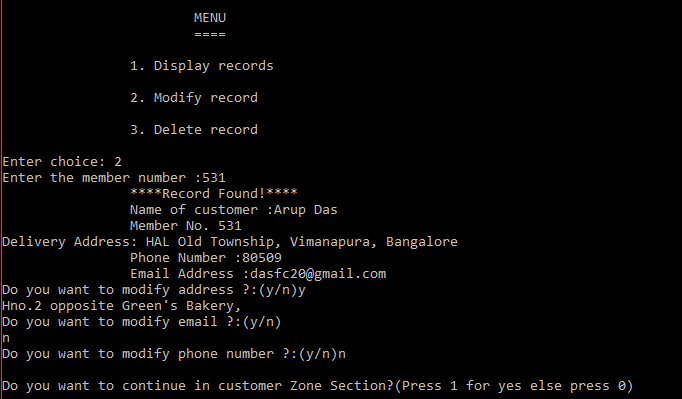 MENU
====
1. Display records
2. Modify record
3. Delete record
Enter choice: 2
Enter the member number :531
****Record Found!****
Name of customer :Arup Das
Member No. 531
Delivery Address: HAL Old Township, Vimanapura, Bangalore
Phone Number :80509
Email Address :dasfc20@gmail.com
Do you want to modify address ?:(y/n)y
Hno.2 opposite Green's Bakery,
Do you want to modify email ?:(y/n)
n
Do you want to modify phone number ?:(y/n)n
Do you want to continue in customer Zone Section?(Press 1 for yes else press 0)